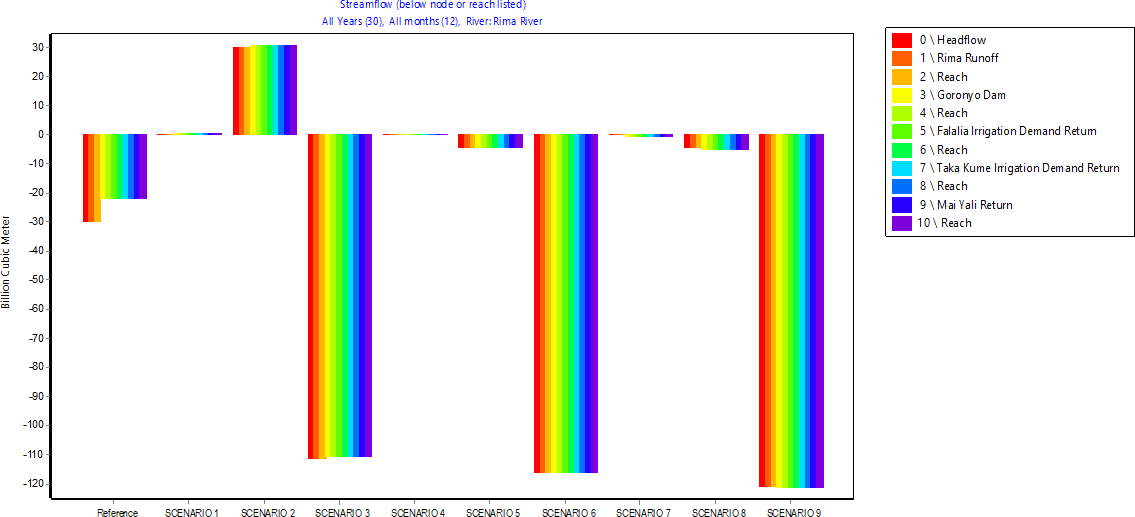 Streamflow (below node or reach listed)
All Years (30), All months (12), River: Rima River
Billion Cubic Meter
30
20
10
0
-10
-20
-30
-40
-50
-60
-70
-80
-90
-100
-110
-120
Reference
SCENARIO 1
SCENARIO 2
SCENARIO 3
SCENARIO 4
SCENARIO 5
SCENARIO 6
SCENARIO 7
SCENARIO 8
SCENARIO 9
0 \ Headflow
1 \ Rima Runoff
2 \ Reach
3 \ Goronyo Dam
4 \ Reach
5 \ Falalia Irrigation Demand Return
6 \ Reach
7 \ Taka Kume Irrigation Demand Return
8 \ Reach
9 \ Mai Yali Return
10 \ Reach